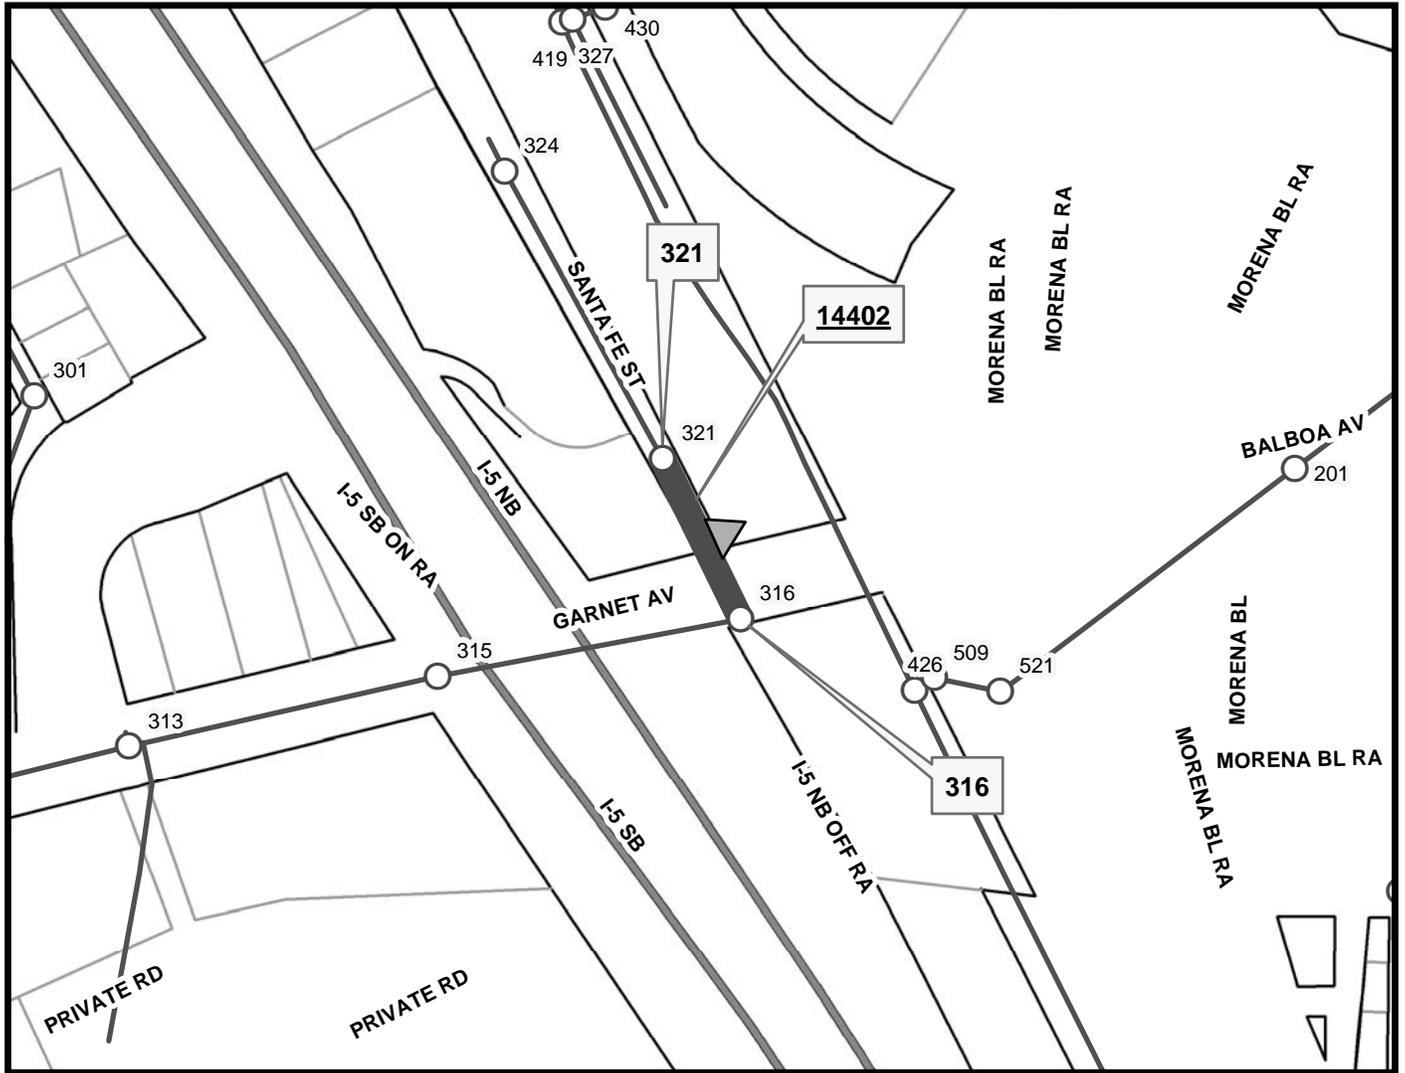 430
419
327
324
321
14402
SANTA FE ST
MORENA BL RA
MORENA BL RA
MORENA BL RA
301
321
BALBOA AV
201
I-5 NB
I-5 SB ON RA
GARNET AV
316
315
426
509
521
MORENA BL
313
I-5 NB OFF RA
316
MORENA BL RA
MORENA BL RA
I-5 SB
PRIVATE RD
PRIVATE RD